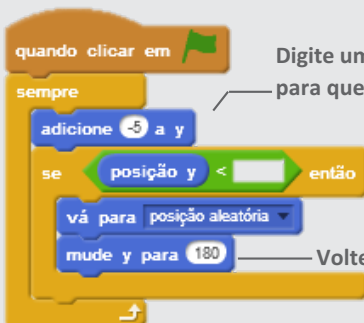 quando clicar em
Digite um
sempre
para que
adicione -5 a y
se posição y < então
vá para posição aleatória
mude y para 180
Volte